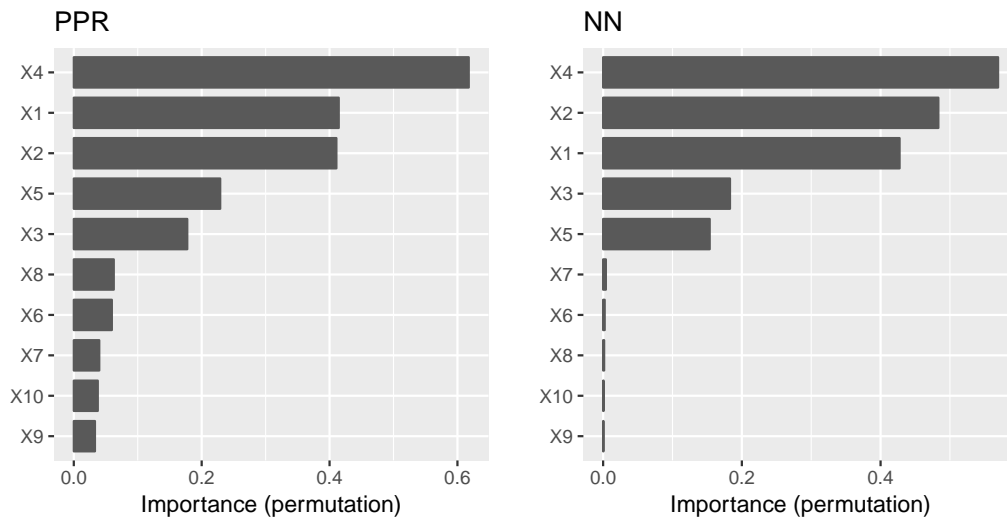 PPR
X4
X1
X2
X5
X3
X8
X6
X7
X10
X9
0.0 0.2 0.4 0.6
Importance (permutation)
NN
X4
X2
X1
X3
X5
X7
X6
X8
X10
X9
0.0 0.2 0.4
Importance (permutation)